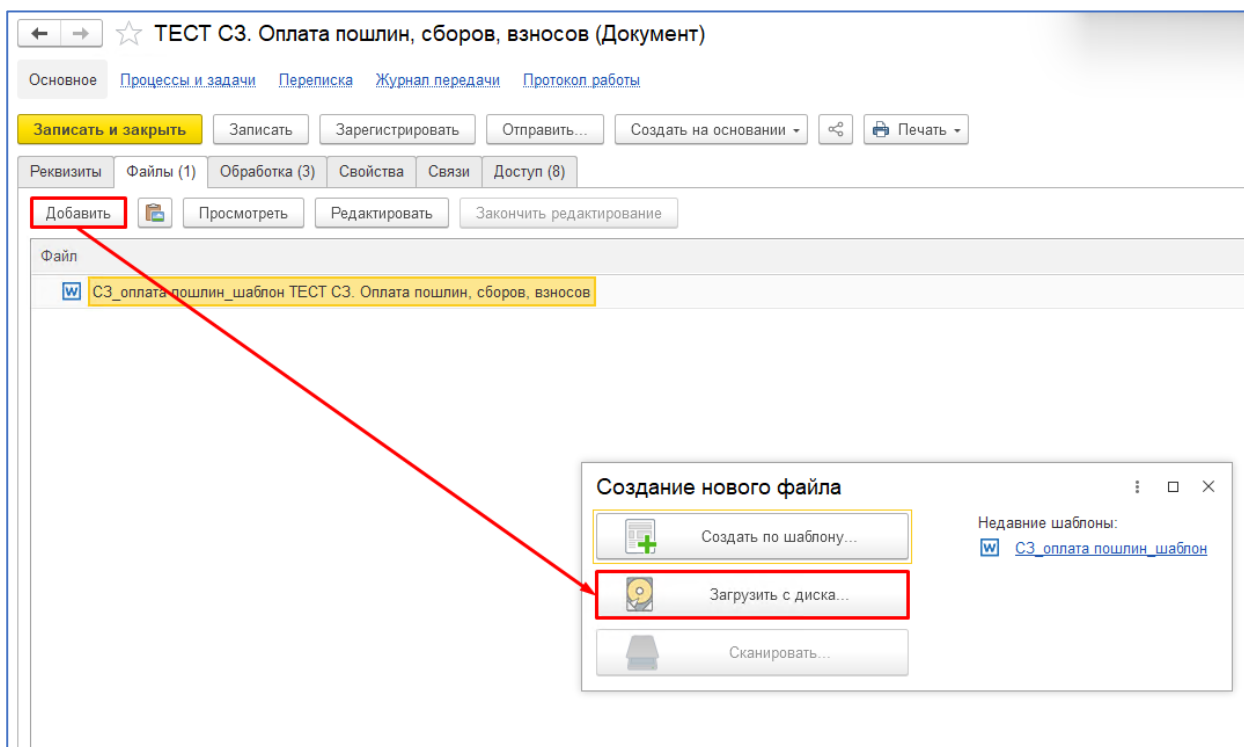 ТЕСТ СЗ. Оплата пошлин, сборов, взносов (Документ)
Основное Процессы и задачи Переписка Журнал передачи Протокол работы
Записать и закрыть Записать Зарегистрировать Отправить... Создать на основании Печать
Реквизиты Файлы (1) Обработка (3) Свойства Связи Доступ (8)
Добавить Просмотреть Редактировать Закончить редактирование
Файл
СЗ_оплата пошлин_шаблон ТЕСТ СЗ. Оплата пошлин, сборов, взносов
Создание нового файла
Создать по шаблону...
Загрузить с диска...
Сканировать...
Недавние шаблоны:
СЗ_оплата пошлин_шаблон